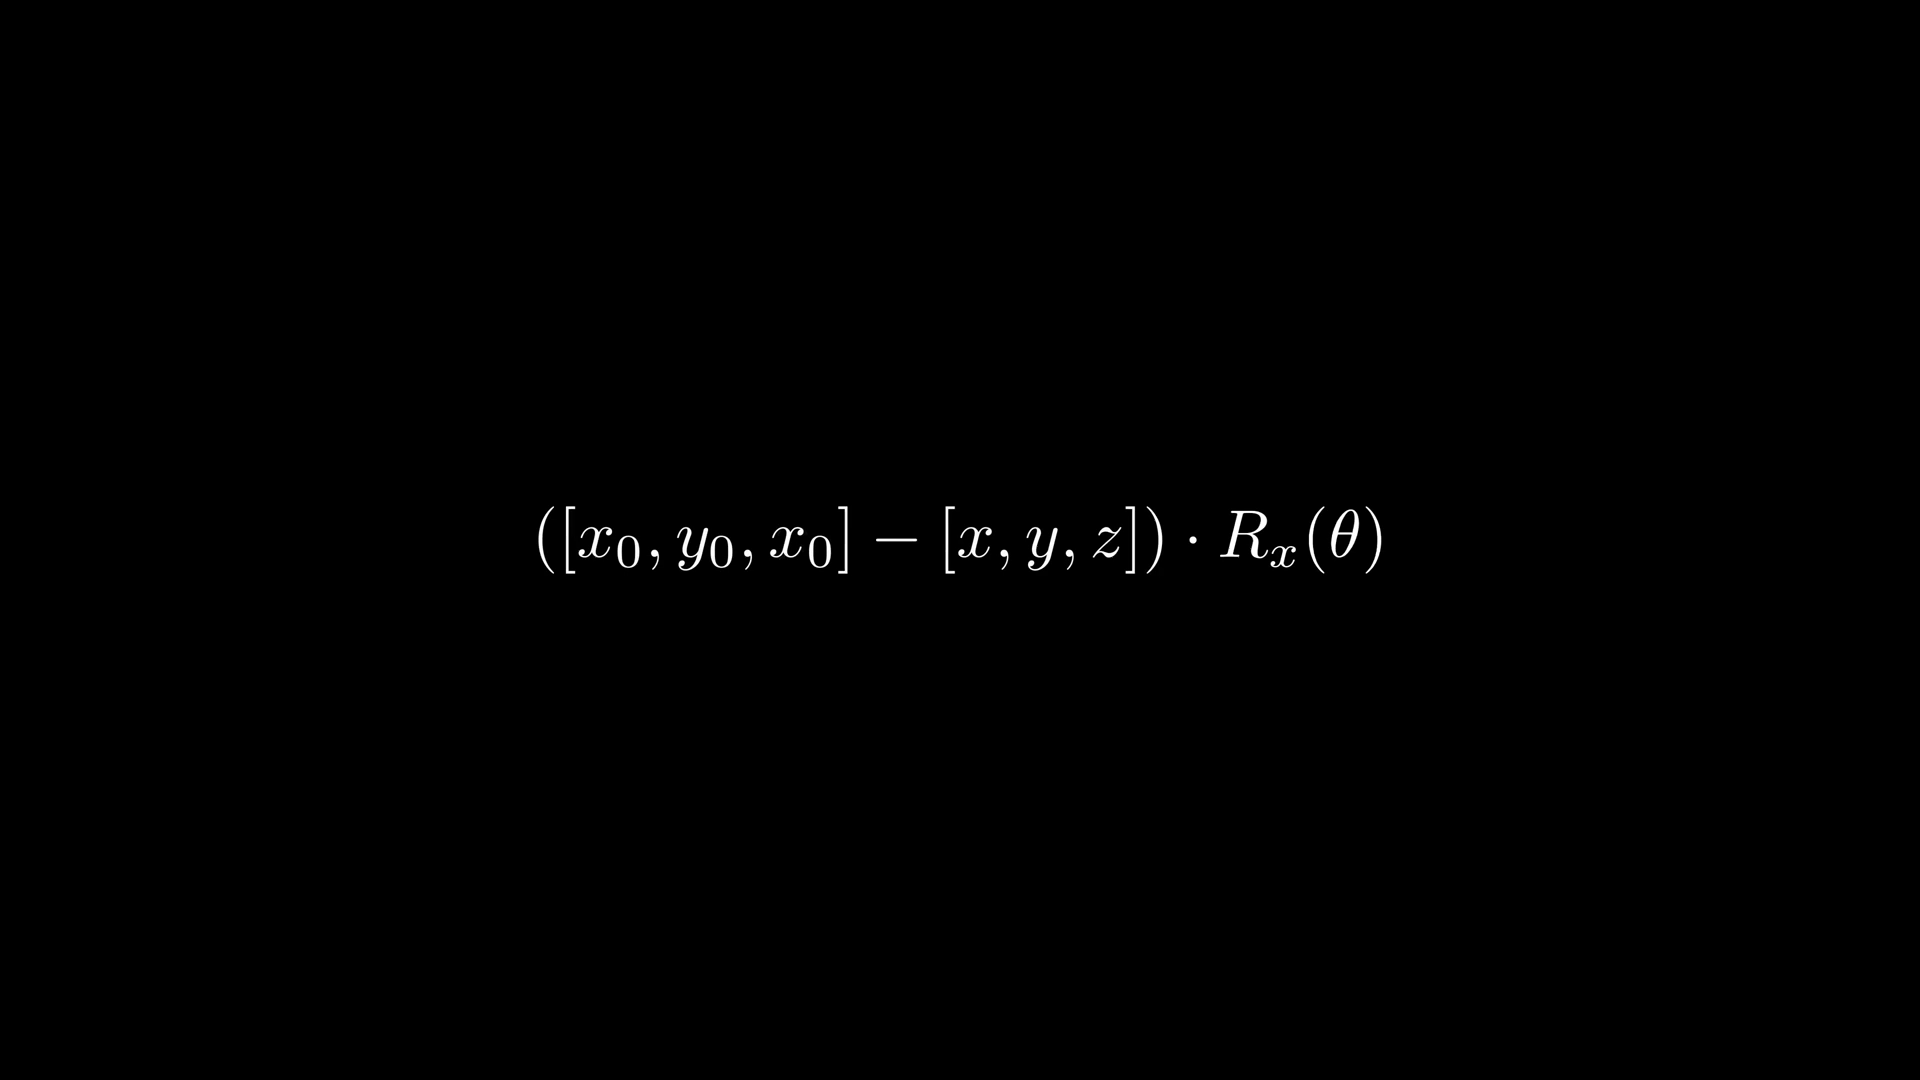 ([x₀, y₀, x₀] − [x, y, z]) · Rₓ(θ)